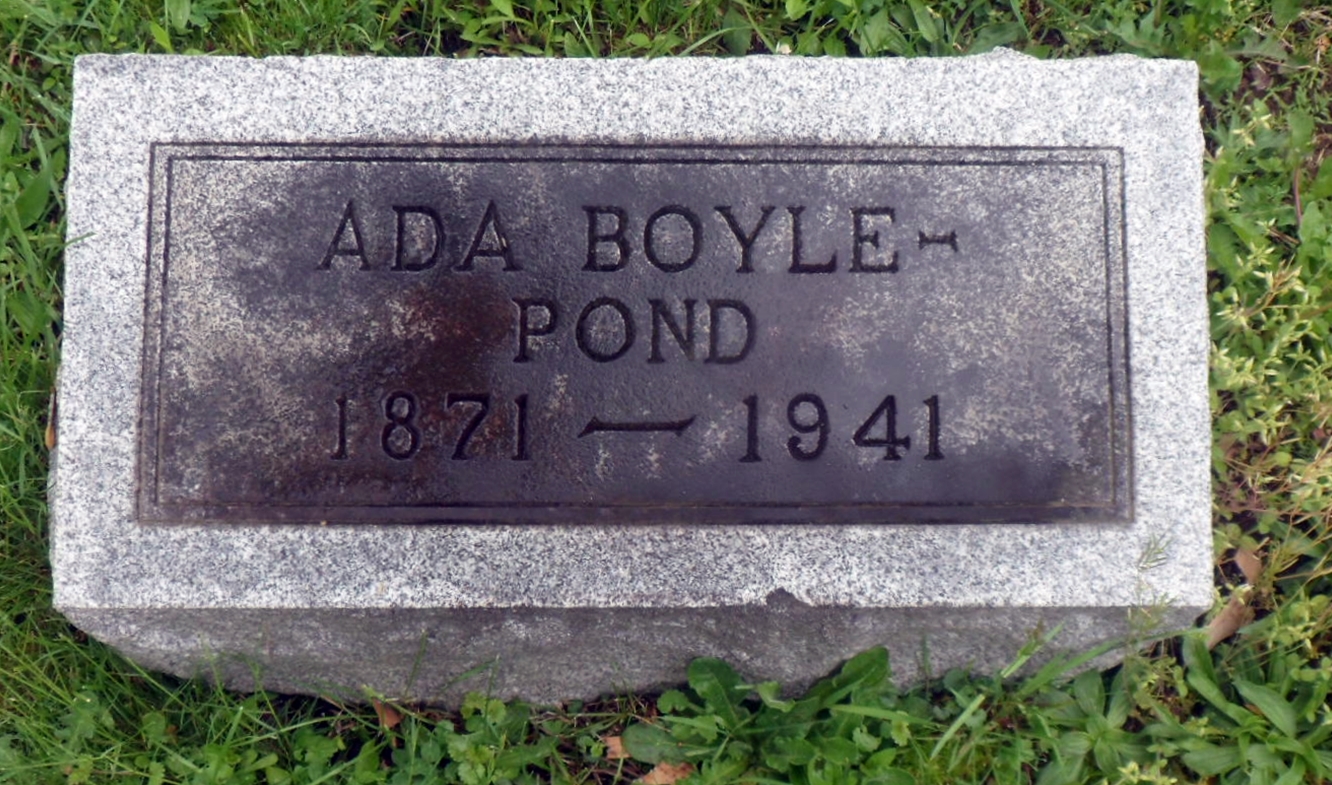 ADA BOYLE-
POND
1871 — 1941